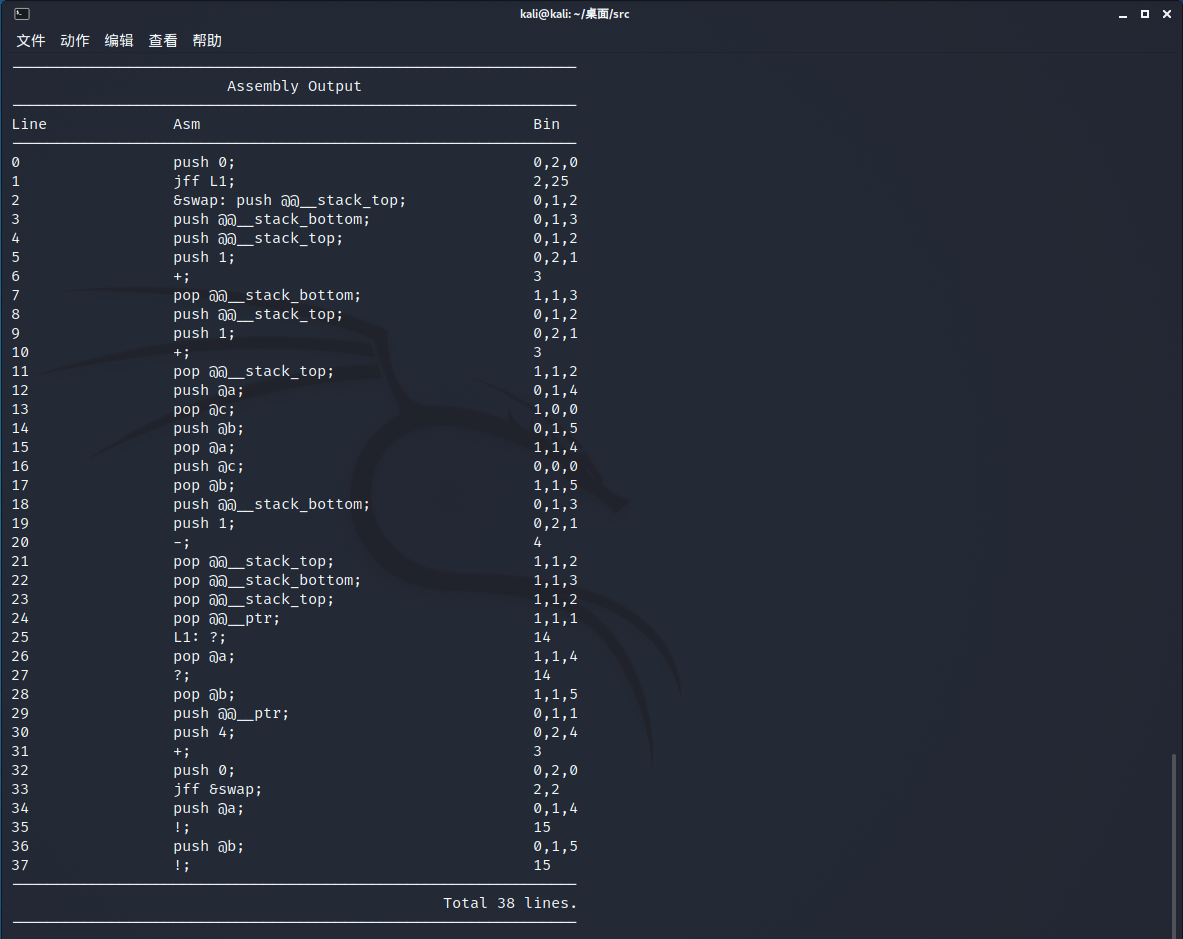 kali@kali: ~/桌面/src
文件 动作 编辑 查看 帮助
Assembly Output
Line Asm Bin
0 push 0; 0,2,0
1 jff L1; 2,25
2 &swap: push @@__stack_top; 0,1,2
3 push @@__stack_bottom; 0,1,3
4 push @@__stack_top; 0,1,2
5 push 1; 0,2,1
6 +; 3
7 pop @@__stack_bottom; 1,1,3
8 push @@__stack_top; 0,1,2
9 push 1; 0,2,1
10 +; 3
11 pop @@__stack_top; 1,1,2
12 push @a; 0,1,4
13 pop @c; 1,0,0
14 push @b; 0,1,5
15 pop @a; 1,1,4
16 push @c; 0,0,0
17 pop @b; 1,1,5
18 push @@__stack_bottom; 0,1,3
19 push 1; 0,2,1
20 -; 4
21 pop @@__stack_top; 1,1,2
22 pop @@__stack_bottom; 1,1,3
23 pop @@__stack_top; 1,1,2
24 pop @@__ptr; 1,1,1
25 L1: ?; 14
26 pop @a; 1,1,4
27 ?; 14
28 pop @b; 1,1,5
29 push @@__ptr; 0,1,1
30 push 4; 0,2,4
31 +; 3
32 push 0; 0,2,0
33 jff &swap; 2,2
34 push @a; 0,1,4
35 !; 15
36 push @b; 0,1,5
37 !; 15
Total 38 lines.